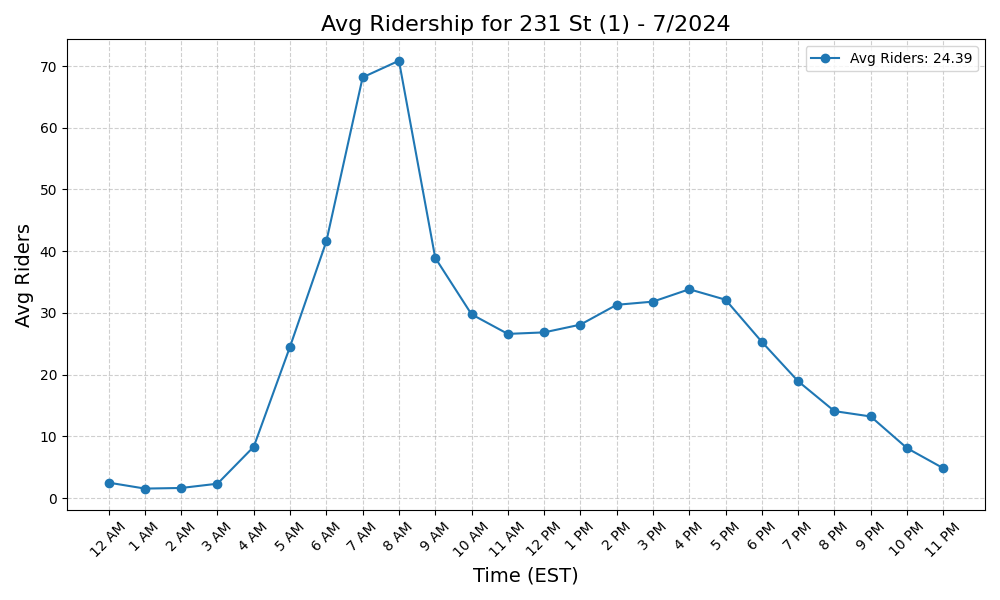 Avg Ridership for 231 St (1) - 7/2024
Avg Riders: 24.39
Avg Riders
70
60
50
40
30
20
10
0
12 AM
1 AM
2 AM
3 AM
4 AM
5 AM
6 AM
7 AM
8 AM
9 AM
10 AM
11 AM
12 PM
1 PM
2 PM
3 PM
4 PM
5 PM
6 PM
7 PM
8 PM
9 PM
10 PM
11 PM
Time (EST)